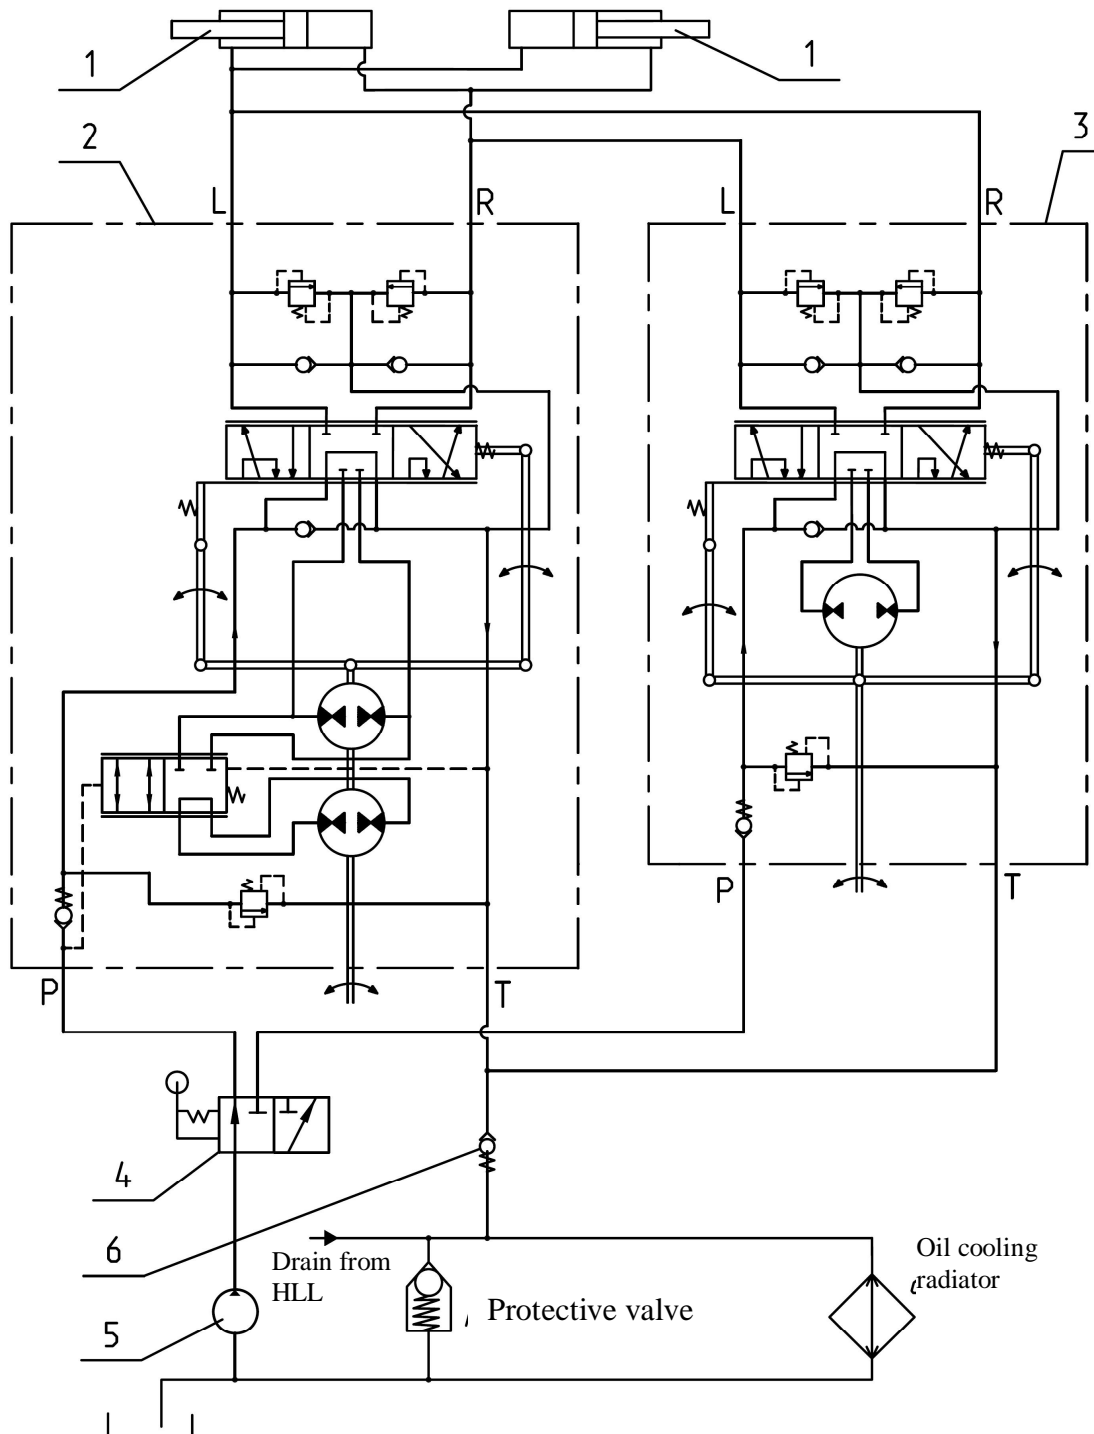 1
1
2
3
L
R
L
R
P
T
P
T
4
6
Drain from
HLL
Oil cooling
radiator
5
Protective valve